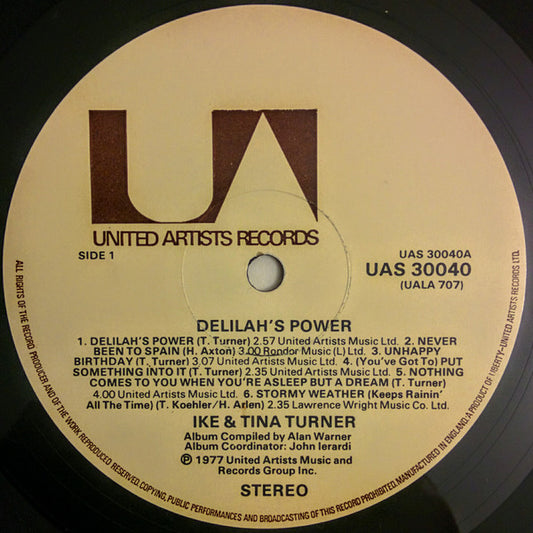 UA
UNITED ARTISTS RECORDS
SIDE 1
UAS 30040A
UAS 30040
(UALA 707)
DELILAH'S POWER
1. DELILAH'S POWER (T. Turner) 2.57 United Artists Music Ltd. 2. NEVER
BEEN TO SPAIN (H. Axton) 3.00 Rondor Music (L) Ltd. 3. UNHAPPY
BIRTHDAY (T. Turner) 3.07 United Artists Music Ltd. 4. (You've Got To) PUT
SOMETHING INTO IT (T. Turner) 2.35 United Artists Music Ltd. 5. NOTHING
COMES TO YOU WHEN YOU'RE ASLEEP BUT A DREAM (T. Turner)
4.00 United Artists Music Ltd. 6. STORMY WEATHER (Keeps Rainin'
All The Time) (T. Koehler/H. Arlen) 2.35 Lawrence Wright Music Co. Ltd.
IKE & TINA TURNER
Album Compiled by Alan Warner
Album Coordinator: John Ierardi
℗ 1977 United Artists Music and
Records Group Inc.
STEREO
ALL RIGHTS OF THE RECORD PRODUCER AND OF THE WORK REPRODUCED RESERVED. COPYING, PUBLIC PERFORMANCES AND BROADCASTING OF THIS RECORD PROHIBITED. MANUFACTURED IN ENGLAND. A PRODUCT OF LIBERTY-UNITED ARTISTS RECORDS LTD.